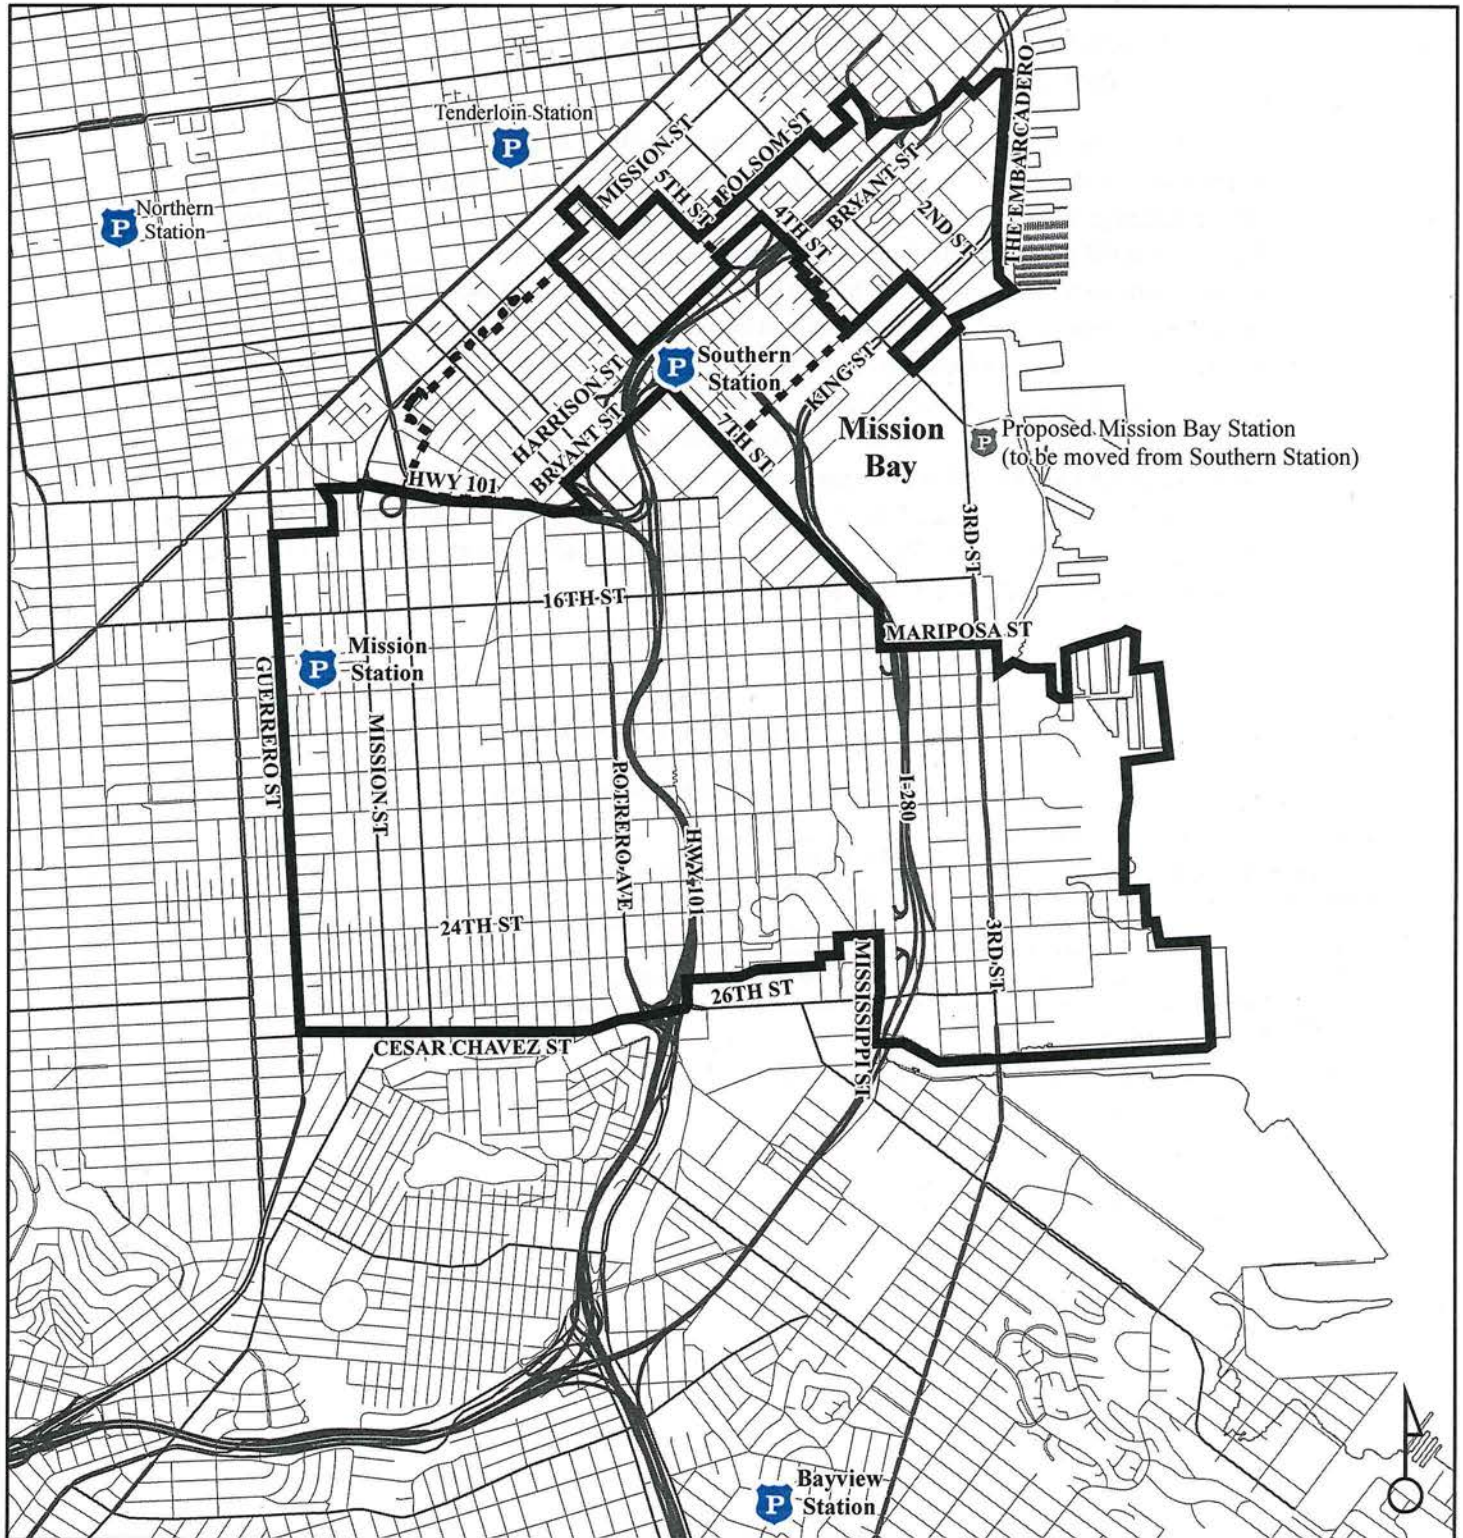 THE EMBARCADERO
Tenderloin Station
P
MISSION ST
FOLSOM ST
BRYANT ST
5TH ST
4TH ST
2ND ST
Northern
Station
P
Southern
Station
P
HARRISON ST
BRYANT ST
KING ST
7TH ST
Mission
Bay
P
Proposed Mission Bay Station
(to be moved from Southern Station)
HWY 101
3RD ST
16TH ST
MARIPOSA ST
Mission
Station
P
GUERRERO ST
MISSION ST
POTRERO AVE
HWY 101
I-280
24TH ST
3RD ST
26TH ST
MISSISSIPPI ST
CESAR CHAVEZ ST
Bayview
Station
P